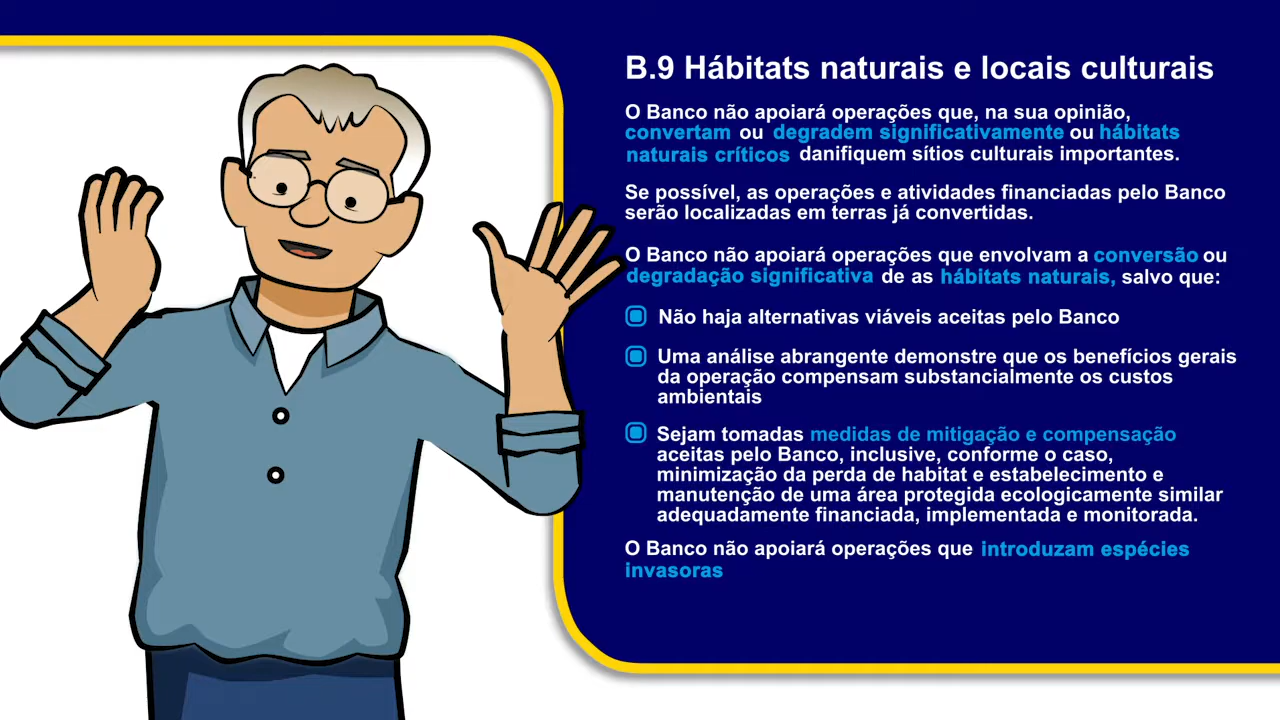 B.9 Hábitats naturais e locais culturais
O Banco não apoiará operações que, na sua opinião,
convertam ou degradem significativamente ou hábitats
naturais críticos danifiquem sítios culturais importantes.
Se possível, as operações e atividades financiadas pelo Banco
serão localizadas em terras já convertidas.
O Banco não apoiará operações que envolvam a conversão ou
degradação significativa de as hábitats naturais, salvo que:
Não haja alternativas viáveis aceitas pelo Banco
Uma análise abrangente demonstre que os benefícios gerais
da operação compensam substancialmente os custos
ambientais
Sejam tomadas medidas de mitigação e compensação
aceitas pelo Banco, inclusive, conforme o caso,
minimização da perda de habitat e estabelecimento e
manutenção de uma área protegida ecologicamente similar
adequadamente financiada, implementada e monitorada.
O Banco não apoiará operações que introduzam espécies
invasoras